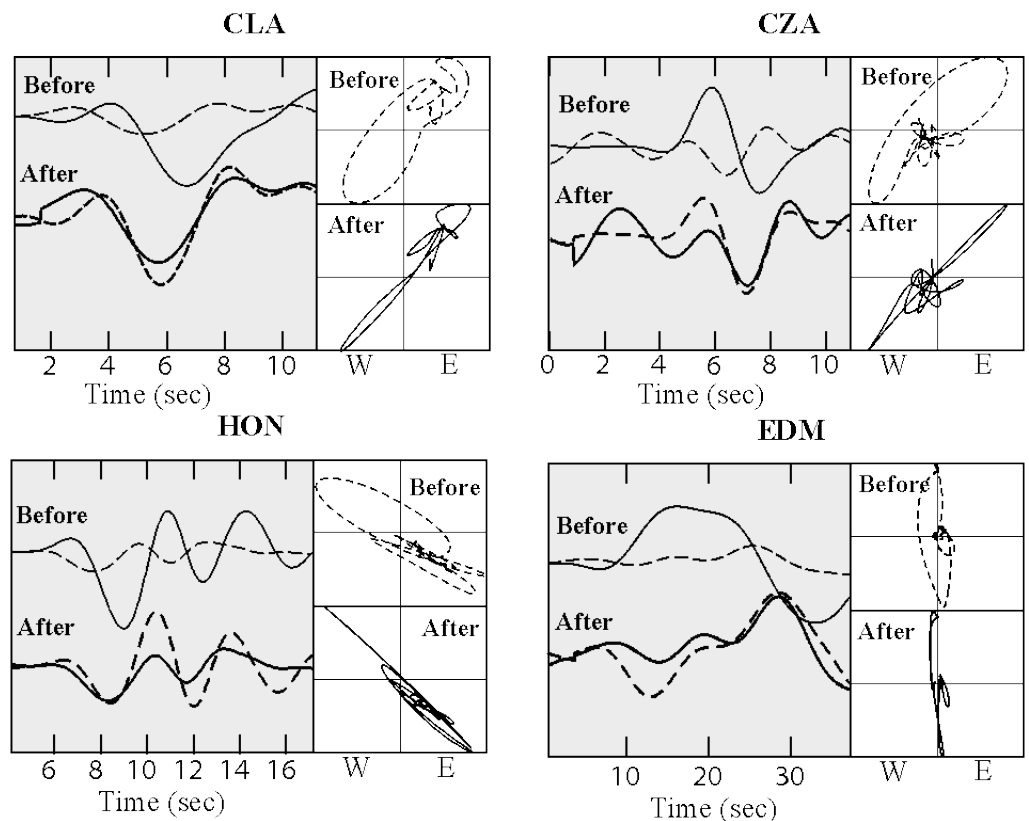 CLA
Before
Before
After
After
2 4 6 8 10
W E
Time (sec)
CZA
Before
Before
After
After
0 2 4 6 8 10
W E
Time (sec)
HON
Before
Before
After
After
6 8 10 12 14 16
W E
Time (sec)
EDM
Before
Before
After
After
10 20 30
W E
Time (sec)